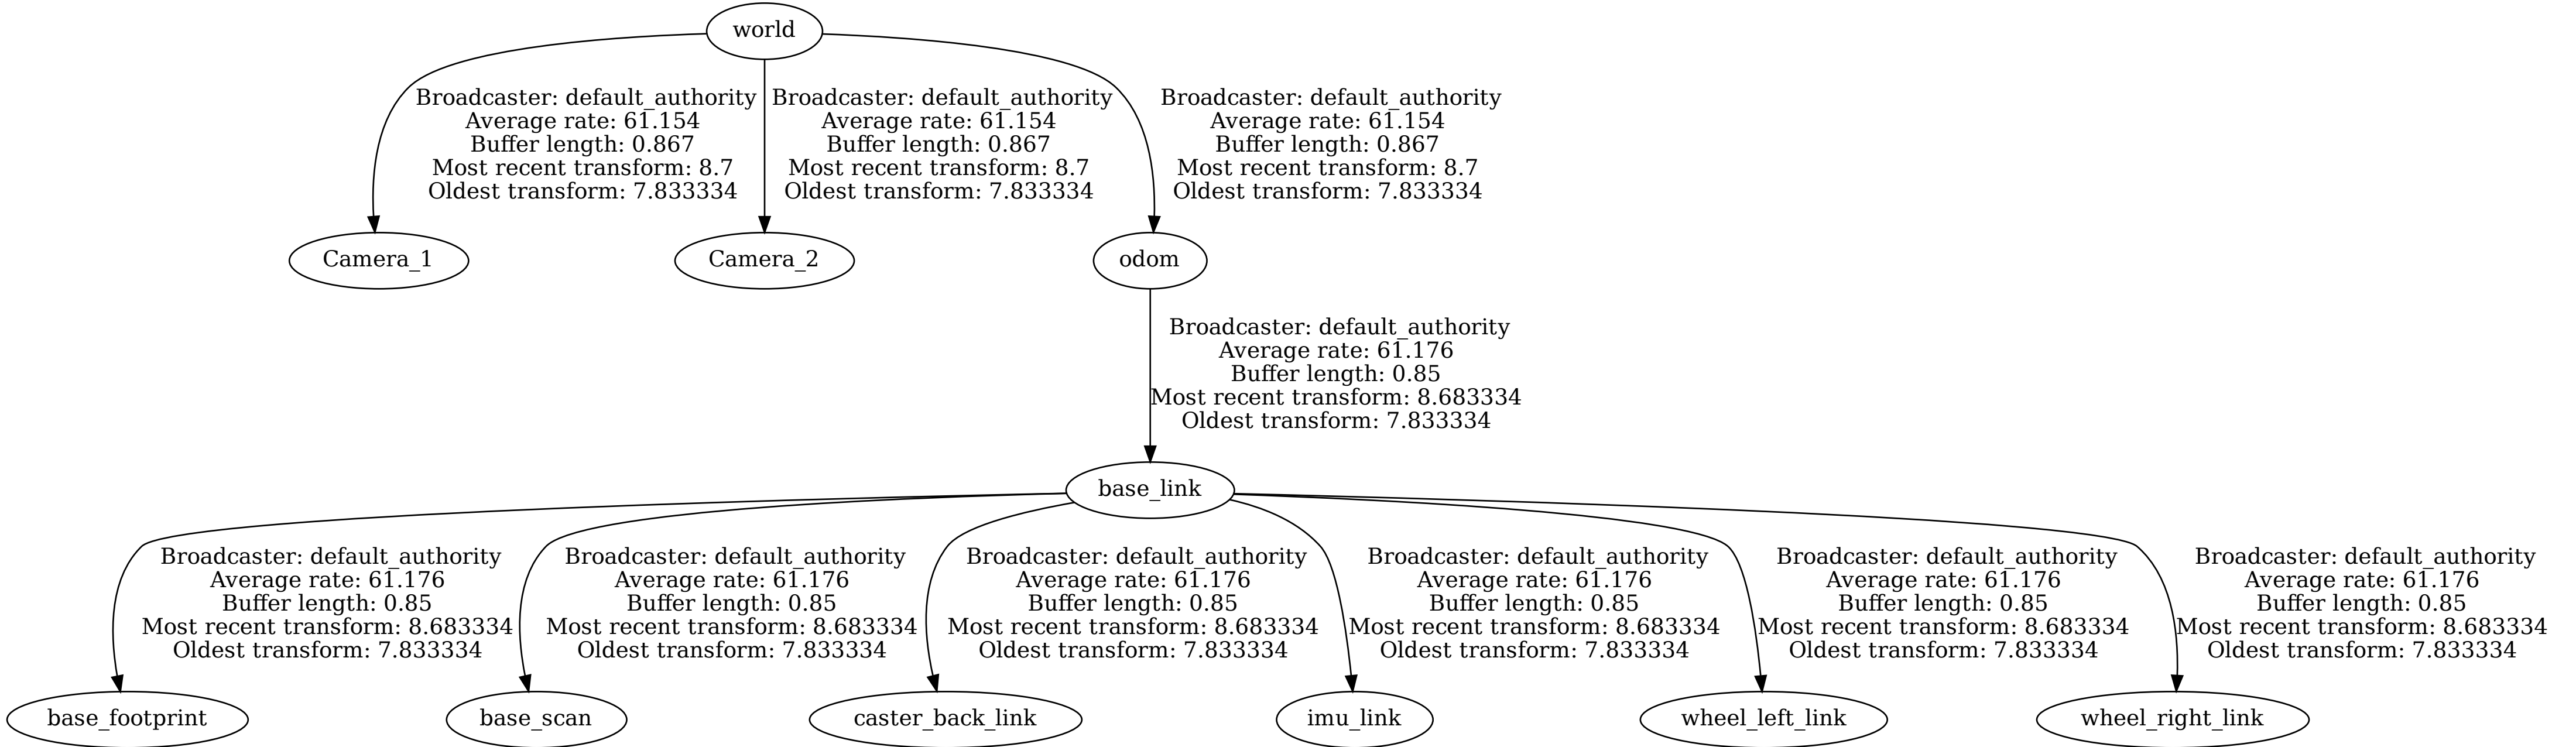 world
Broadcaster: default_authority
Average rate: 61.154
Buffer length: 0.867
Most recent transform: 8.7
Oldest transform: 7.833334
Broadcaster: default_authority
Average rate: 61.154
Buffer length: 0.867
Most recent transform: 8.7
Oldest transform: 7.833334
Broadcaster: default_authority
Average rate: 61.154
Buffer length: 0.867
Most recent transform: 8.7
Oldest transform: 7.833334
Camera_1
Camera_2
odom
Broadcaster: default_authority
Average rate: 61.176
Buffer length: 0.85
Most recent transform: 8.683334
Oldest transform: 7.833334
base_link
Broadcaster: default_authority
Average rate: 61.176
Buffer length: 0.85
Most recent transform: 8.683334
Oldest transform: 7.833334
Broadcaster: default_authority
Average rate: 61.176
Buffer length: 0.85
Most recent transform: 8.683334
Oldest transform: 7.833334
Broadcaster: default_authority
Average rate: 61.176
Buffer length: 0.85
Most recent transform: 8.683334
Oldest transform: 7.833334
Broadcaster: default_authority
Average rate: 61.176
Buffer length: 0.85
Most recent transform: 8.683334
Oldest transform: 7.833334
Broadcaster: default_authority
Average rate: 61.176
Buffer length: 0.85
Most recent transform: 8.683334
Oldest transform: 7.833334
Broadcaster: default_authority
Average rate: 61.176
Buffer length: 0.85
Most recent transform: 8.683334
Oldest transform: 7.833334
base_footprint
base_scan
caster_back_link
imu_link
wheel_left_link
wheel_right_link